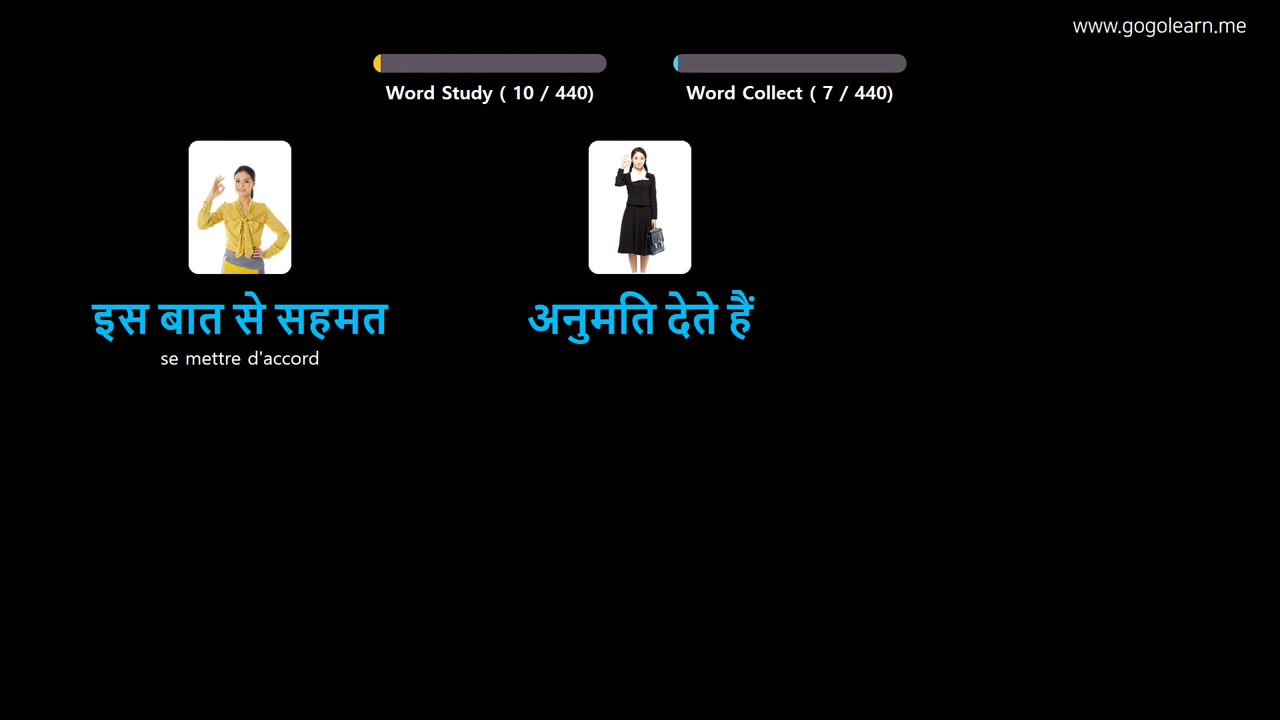 www.gogolearn.me
Word Study ( 10 / 440)
Word Collect ( 7 / 440)
इस बात से सहमत
se mettre d'accord
अनुमति देते हैं